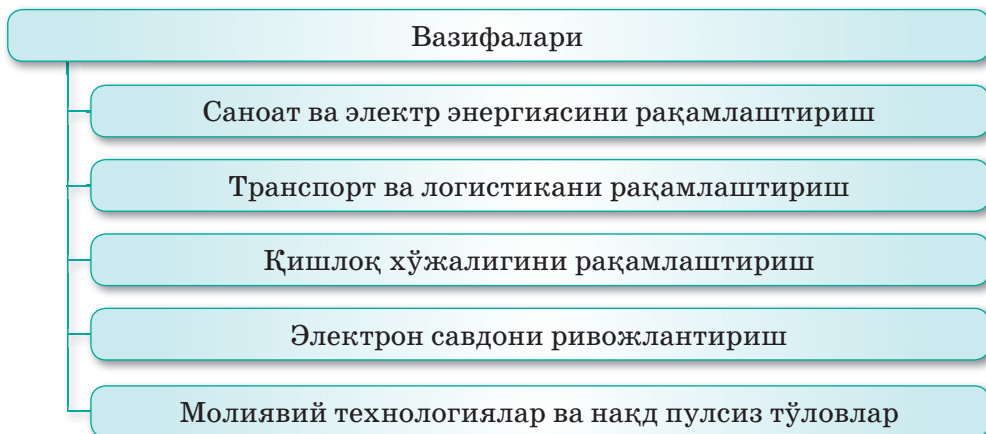 Вазифалари
Саноат ва электр энергиясини рақамлаштириш
Транспорт ва логистикани рақамлаштириш
Қишлоқ хўжалигини рақамлаштириш
Электрон савдони ривожлантириш
Молиявий технологиялар ва нақд пулсиз тўловлар